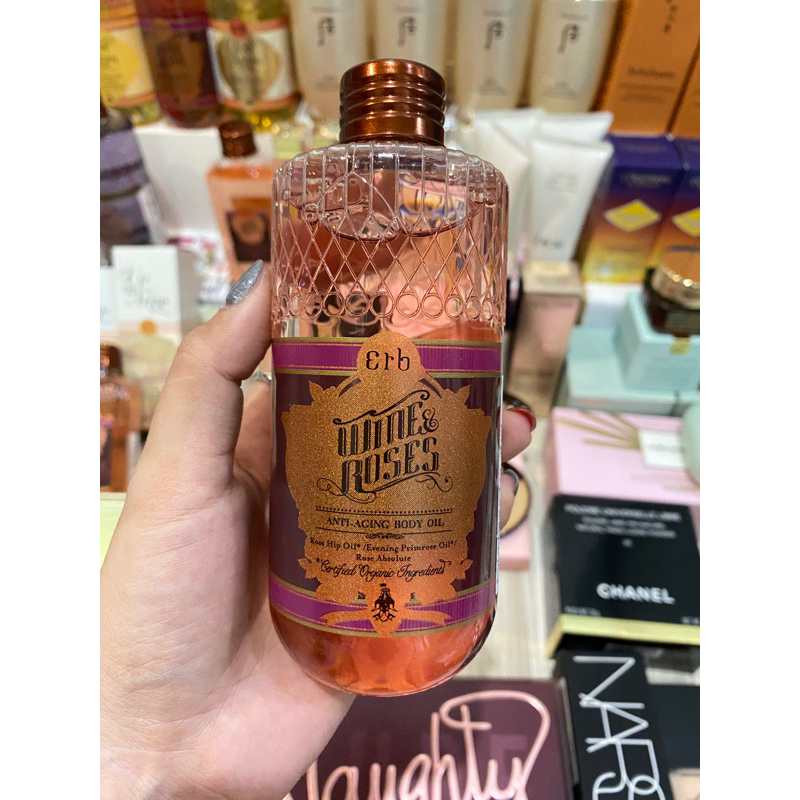 Erb
WINE &
ROSES
ANTI-AGING BODY OIL
Rose Hip Oil* /Evening Primrose Oil*/
Rose Absolute
*Certified Organic Ingredients
CHANEL
NARS
Naughty